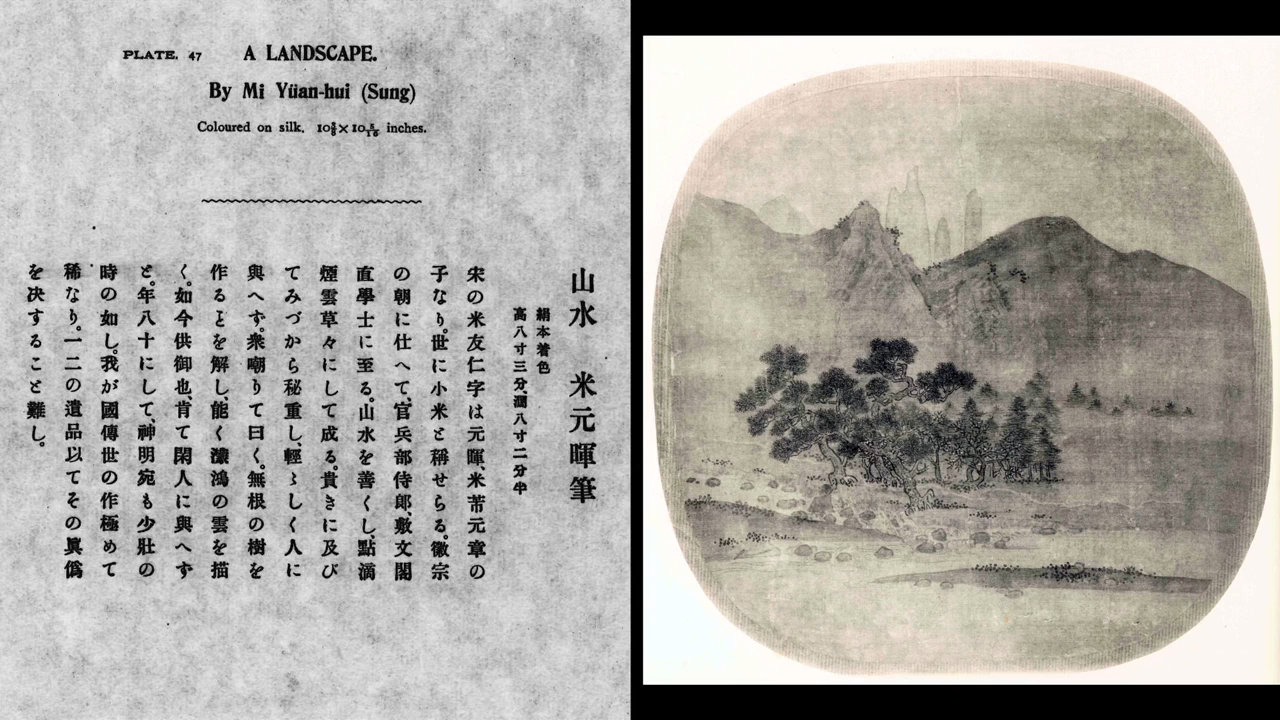 PLATE. 47 A LANDSCAPE.
By Mi Yüan-hui (Sung)
Coloured on silk. 10⅜×10 5/16 inches.
山水 米元暉筆
絹本着色
高八寸三分、濶八寸二分半
宋の米友仁字は元暉、米芾元章の
子なり。世に小米と稱せらる。徽宗
の朝に仕へて、官兵部侍郞、敷文閣
直學士に至る。山水を善くし、點滴
煙雲草々にして成る。貴きに及び
てみづから秘重し、輕〻しく人に
與へず。衆嘲りて曰く。無根の樹を
作ることを解し、能く濛鴻の雲を描
く。如今供御也、肯て閑人に與へず
と。年八十にして神明宛も少壯の
時の如し。我が國傳世の作極めて
稀なり。一二の遺品以てその眞僞
を决すること難し。